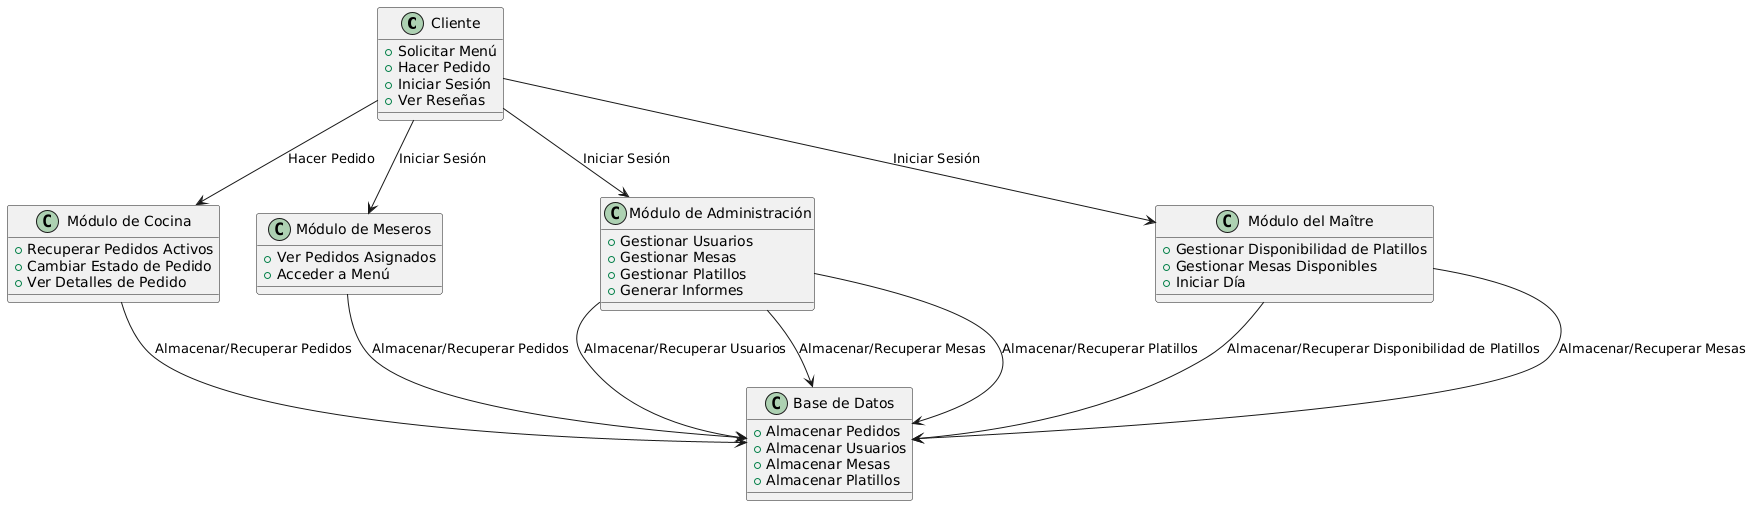 C Cliente
Solicitar Menú
Hacer Pedido
Iniciar Sesión
Ver Reseñas
Hacer Pedido
Iniciar Sesión
Iniciar Sesión
Iniciar Sesión
C Módulo de Cocina
Recuperar Pedidos Activos
Cambiar Estado de Pedido
Ver Detalles de Pedido
C Módulo de Meseros
Ver Pedidos Asignados
Acceder a Menú
C Módulo de Administración
Gestionar Usuarios
Gestionar Mesas
Gestionar Platillos
Generar Informes
C Módulo del Maître
Gestionar Disponibilidad de Platillos
Gestionar Mesas Disponibles
Iniciar Día
Almacenar/Recuperar Pedidos
Almacenar/Recuperar Pedidos
Almacenar/Recuperar Usuarios
Almacenar/Recuperar Mesas
Almacenar/Recuperar Platillos
Almacenar/Recuperar Disponibilidad de Platillos
Almacenar/Recuperar Mesas
C Base de Datos
Almacenar Pedidos
Almacenar Usuarios
Almacenar Mesas
Almacenar Platillos